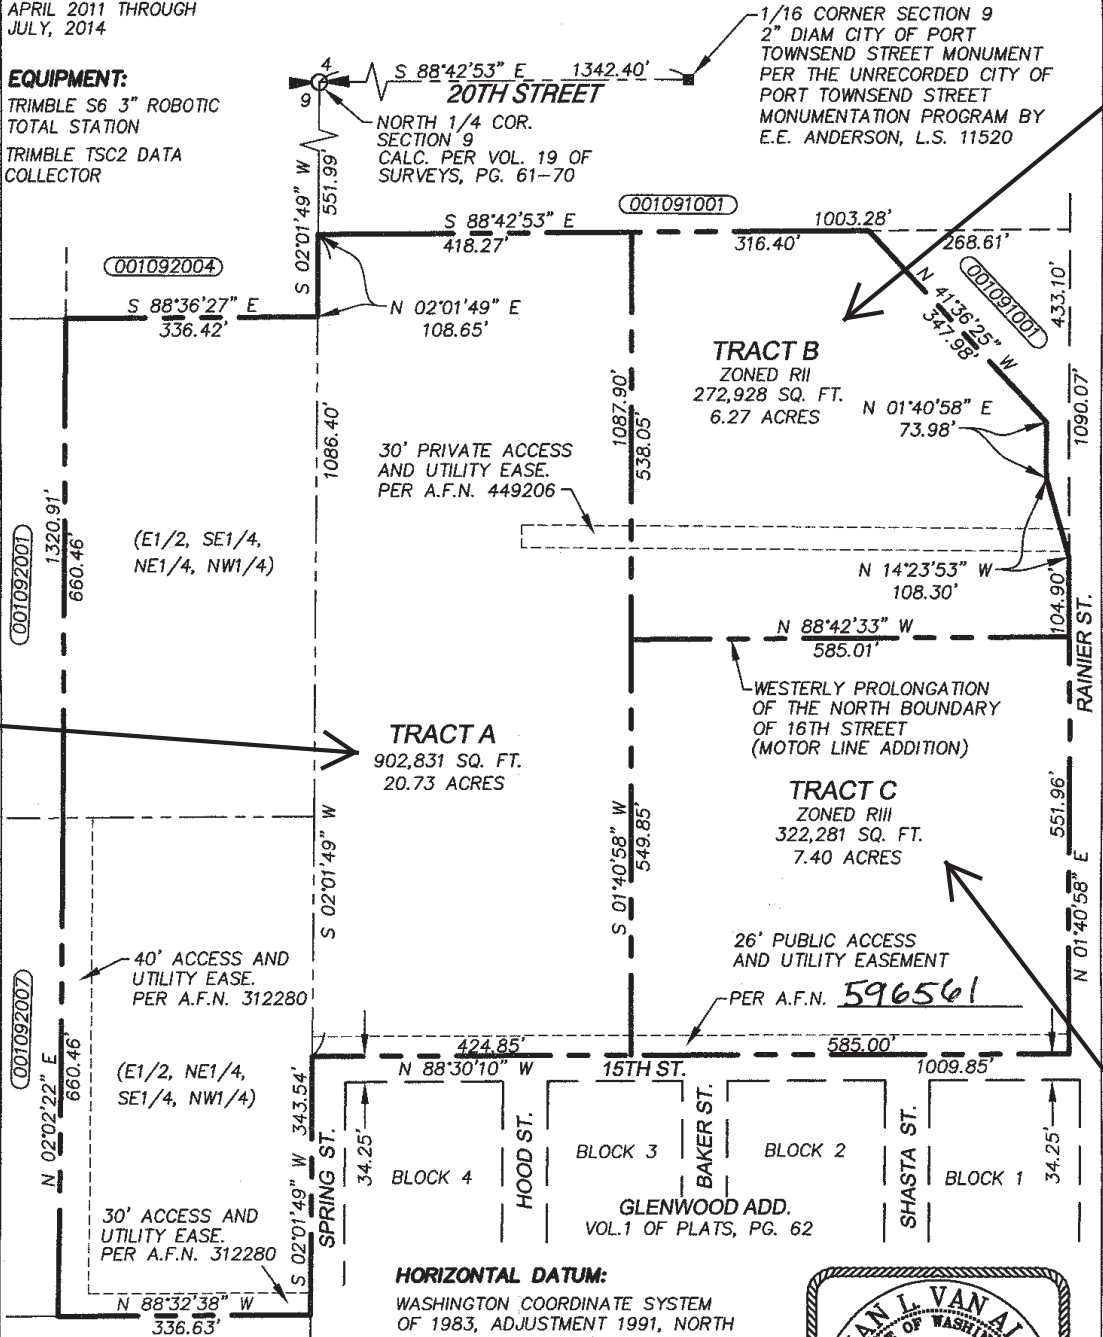 APRIL 2011 THROUGH
JULY, 2014
EQUIPMENT:
TRIMBLE S6 3" ROBOTIC
TOTAL STATION
TRIMBLE TSC2 DATA
COLLECTOR
4
9
S 88°42'53" E 1342.40'
20TH STREET
NORTH 1/4 COR.
SECTION 9
CALC. PER VOL. 19 OF
SURVEYS, PG. 61-70
1/16 CORNER SECTION 9
2" DIAM CITY OF PORT
TOWNSEND STREET MONUMENT
PER THE UNRECORDED CITY OF
PORT TOWNSEND STREET
MONUMENTATION PROGRAM BY
E.E. ANDERSON, L.S. 11520
S 02°01'49" W
551.99'
001091001
S 88°42'53" E
418.27'
1003.28'
316.40'
268.61'
001092004
S 88°36'27" E
336.42'
N 02°01'49" E
108.65'
N 41°36'25" W
347.98'
001091001
433.10'
1090.07'
TRACT B
ZONED RII
272,928 SQ. FT.
6.27 ACRES
N 01°40'58" E
73.98'
1086.40'
1087.90'
538.05'
30' PRIVATE ACCESS
AND UTILITY EASE.
PER A.F.N. 449206
1320.91'
660.46'
001092001
(E1/2, SE1/4,
NE1/4, NW1/4)
N 14°23'53" W
108.30'
104.90'
RAINIER ST.
N 88°42'33" W
585.01'
WESTERLY PROLONGATION
OF THE NORTH BOUNDARY
OF 16TH STREET
(MOTOR LINE ADDITION)
TRACT A
902,831 SQ. FT.
20.73 ACRES
TRACT C
ZONED RIII
322,281 SQ. FT.
7.40 ACRES
551.96'
N 01°40'58" E
S 02°01'49" W
S 01°40'58" W
549.85'
40' ACCESS AND
UTILITY EASE.
PER A.F.N. 312280
26' PUBLIC ACCESS
AND UTILITY EASEMENT
PER A.F.N. 596561
001092007
N 02°02'22" E
660.46'
(E1/2, NE1/4,
SE1/4, NW1/4)
424.85'
N 88°30'10" W
15TH ST.
585.00'
1009.85'
343.54'
S 02°01'49" W
SPRING ST.
34.25'
BLOCK 4
HOOD ST.
BLOCK 3
BAKER ST.
BLOCK 2
SHASTA ST.
BLOCK 1
34.25'
GLENWOOD ADD.
VOL.1 OF PLATS, PG. 62
30' ACCESS AND
UTILITY EASE.
PER A.F.N. 312280
N 88°32'38" W
336.63'
HORIZONTAL DATUM:
WASHINGTON COORDINATE SYSTEM
OF 1983, ADJUSTMENT 1991, NORTH
L. VAN
OF